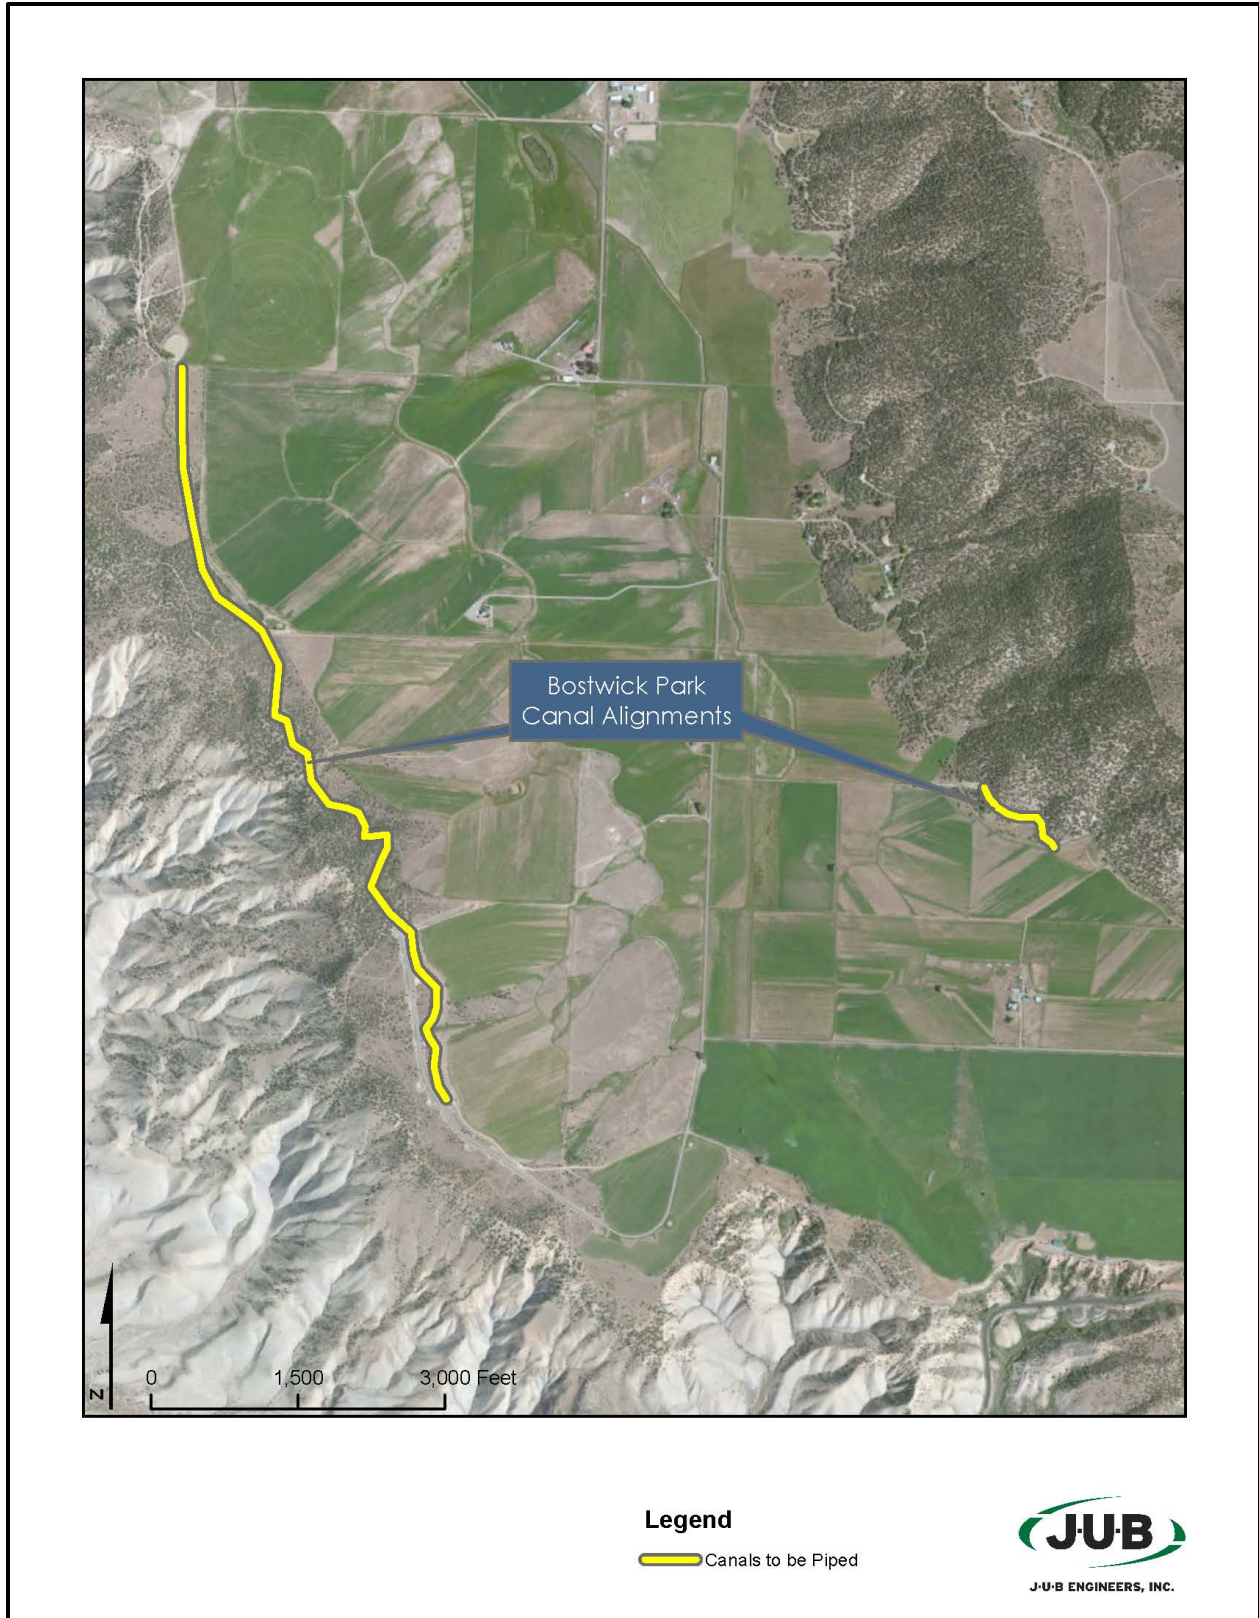 Bostwick Park
Canal Alignments
N
0 1,500 3,000 Feet
Legend
Canals to be Piped
J·U·B
J·U·B ENGINEERS, INC.